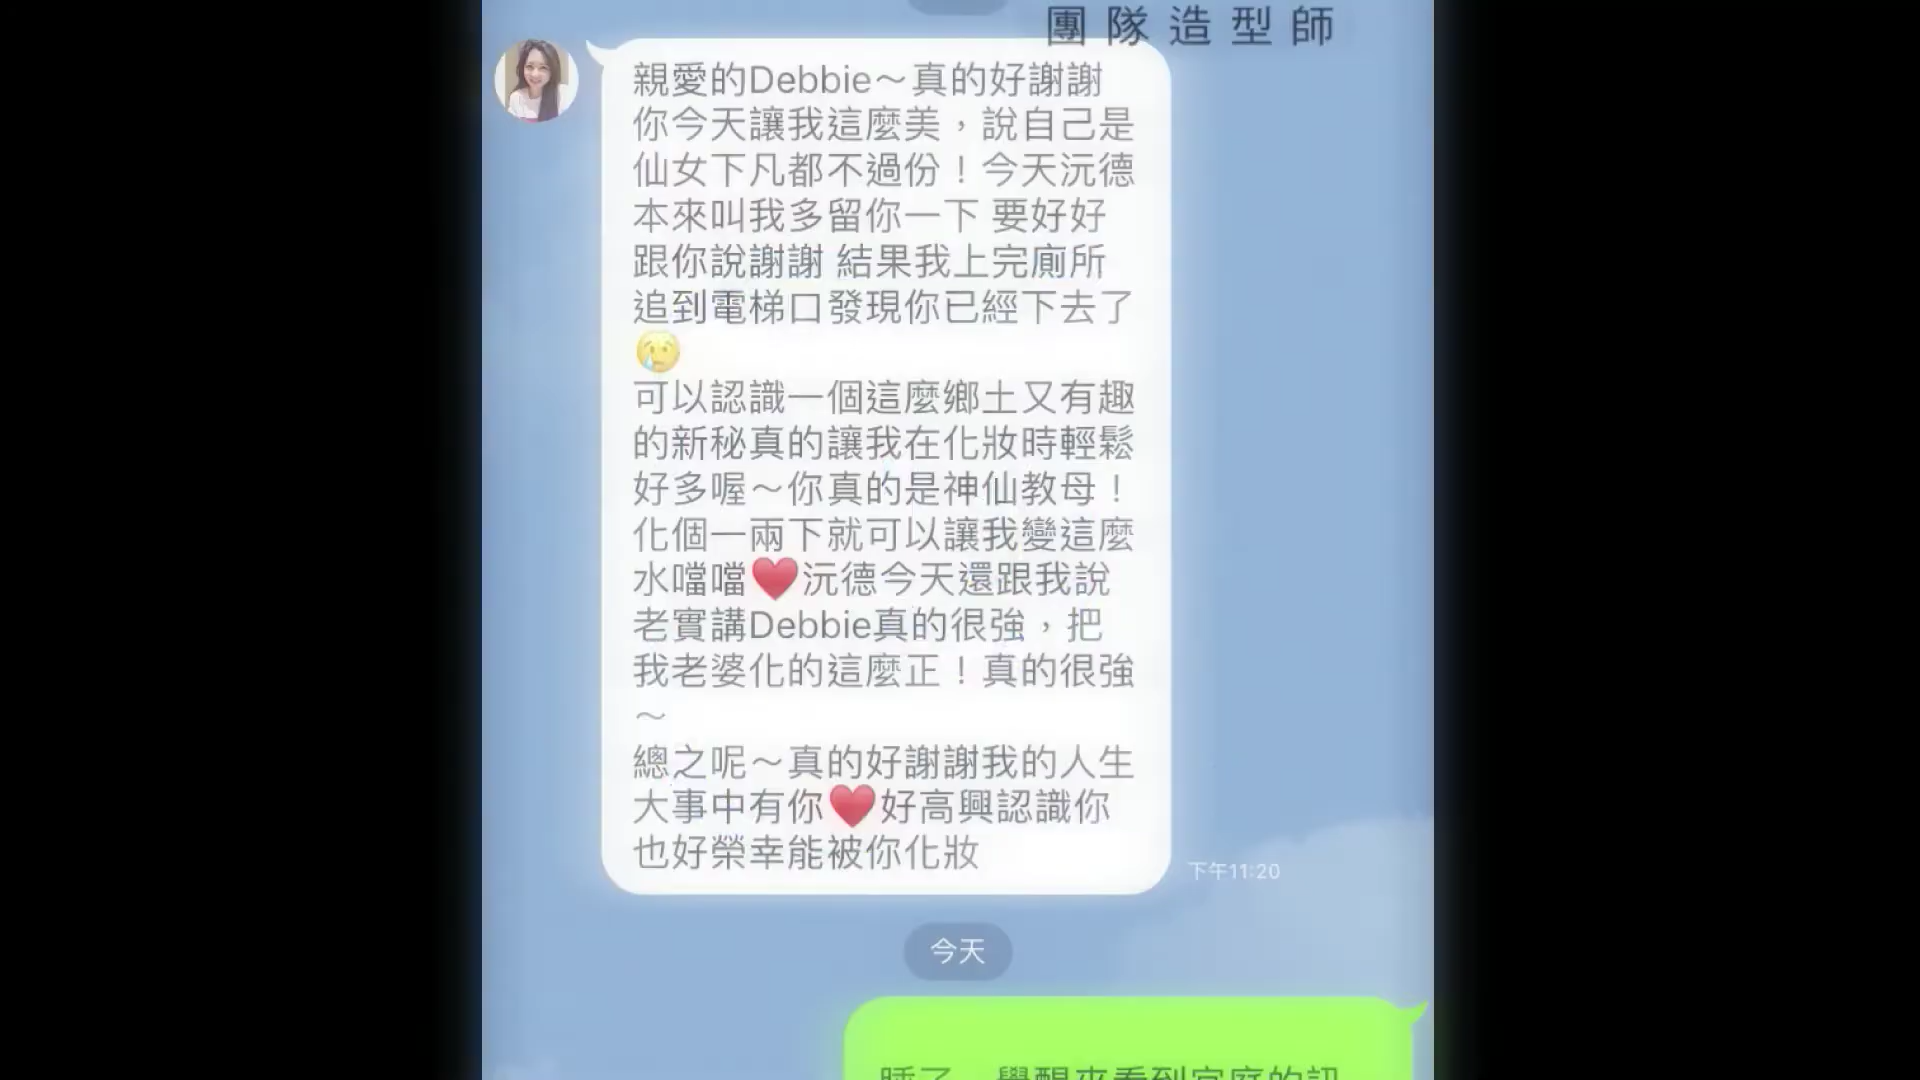 團隊造型師
親愛的Debbie～真的好謝謝
你今天讓我這麼美，說自己是
仙女下凡都不過份！今天沅德
本來叫我多留你一下 要好好
跟你說謝謝 結果我上完廁所
追到電梯口發現你已經下去了
🥲
可以認識一個這麼鄉土又有趣
的新秘真的讓我在化妝時輕鬆
好多喔～你真的是神仙教母！
化個一兩下就可以讓我變這麼
水噹噹♥️沅德今天還跟我說
老實講Debbie真的很強，把
我老婆化的這麼正！真的很強
～
總之呢～真的好謝謝我的人生
大事中有你♥️好高興認識你
也好榮幸能被你化妝
下午11:20
今天